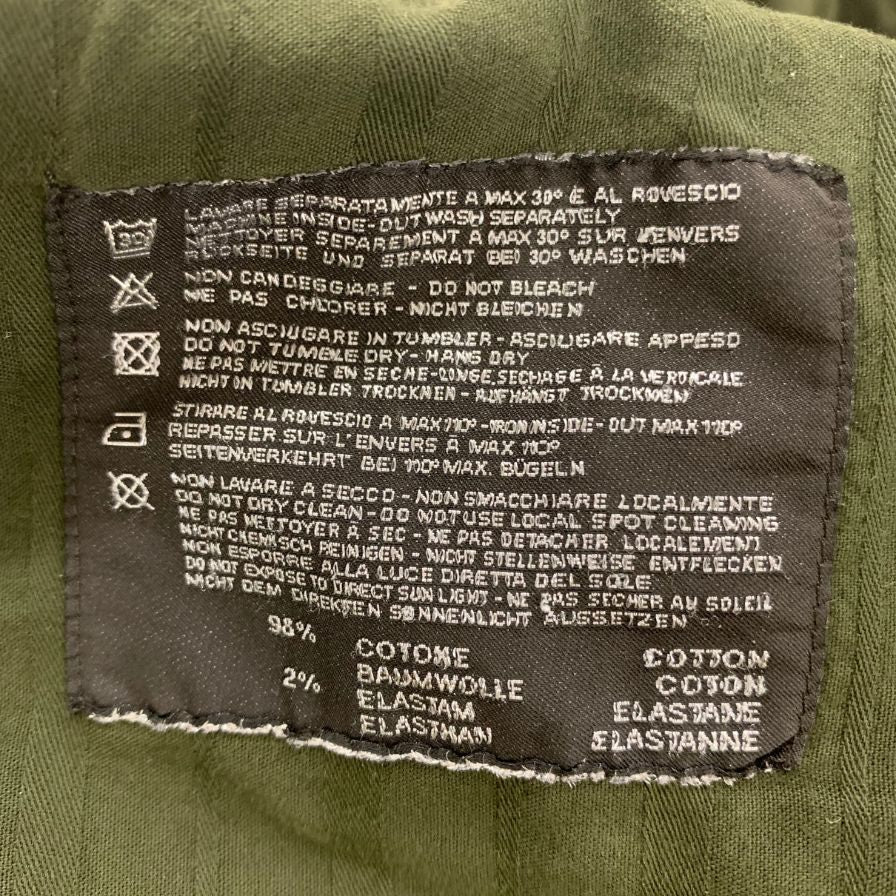 30
LAVARE SEPARATAMENTE A MAX 30° E AL ROVESCIO
MACHINE INSIDE-OUT WASH SEPARATELY
NETTOYER SEPAREMENT A MAX 30° SUR L'ENVERS
RÜCKSEITE UND SEPARAT BEI 30° WASCHEN
NON CANDEGGIARE - DO NOT BLEACH
NE PAS CHLORER - NICHT BLEICHEN
NON ASCIUGARE IN TUMBLER - ASCIUGARE APPESO
DO NOT TUMBLE DRY - HANG DRY
NE PAS METTRE EN SECHE-LINGE, SECHAGE À LA VERTICALE
NICHT IN TUMBLER TROCKNEN - AUFHÄNGT TROCKNEN
STIRARE AL ROVESCIO A MAX 110° - IRON INSIDE-OUT MAX 110°
REPASSER SUR L'ENVERS À MAX 110°
SEITENVERKEHRT BEI 110° MAX. BÜGELN
NON LAVARE A SECCO - NON SMACCHIARE LOCALMENTE
DO NOT DRY CLEAN - DO NOT USE LOCAL SPOT CLEANING
NE PAS NETTOYER À SEC - NE PAS DETACHER LOCALEMENT
NICHT CHEMISCH REINIGEN - NICHT STELLENWEISE ENTFLECKEN
NON ESPORRE ALLA LUCE DIRETTA DEL SOLE
DO NOT EXPOSE TO DIRECT SUN LIGHT - NE PAS SECHER AU SOLEIL
NICHT DEM DIREKTEN SONNENLICHT AUSSETZEN
98% COTONE COTTON
BAUMWOLLE COTON
2% ELASTAM ELASTANE
ELASTHAN ELASTANNE